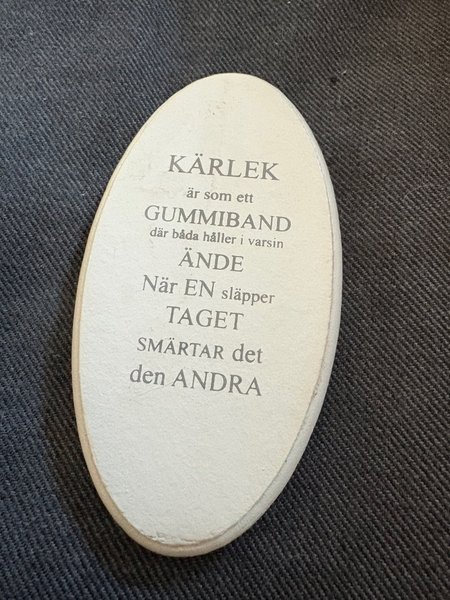 KÄRLEK
är som ett
GUMMIBAND
där båda håller i varsin
ÄNDE
När EN släpper
TAGET
SMÄRTAR det
den ANDRA